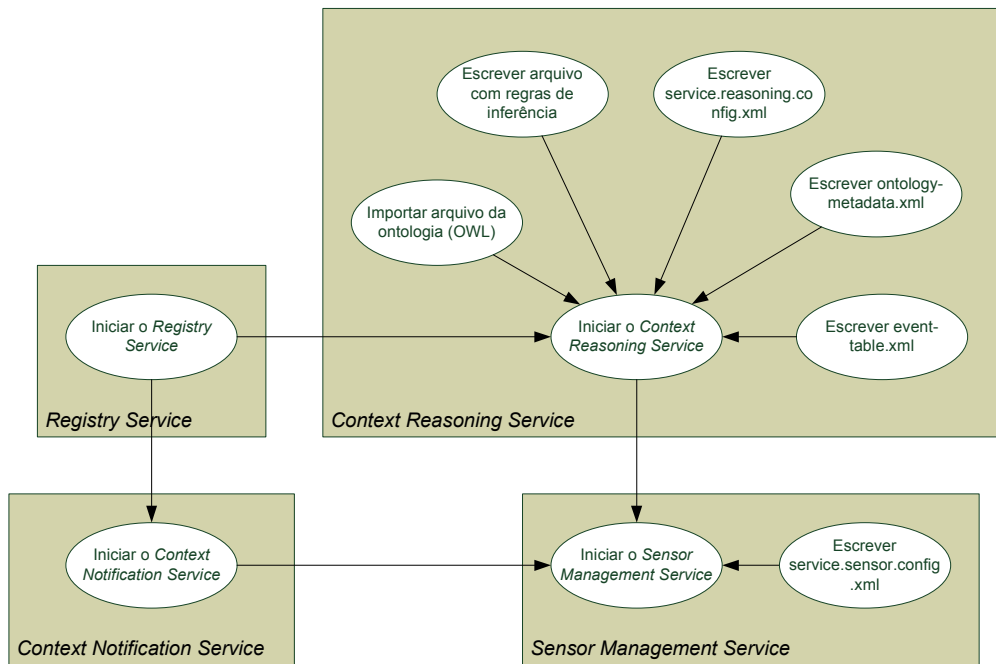 Escrever arquivo
com regras de
inferência
Escrever
service.reasoning.co
nfig.xml
Importar arquivo da
ontologia (OWL)
Escrever ontology-
metadata.xml
Iniciar o Registry
Service
Iniciar o Context
Reasoning Service
Escrever event-
table.xml
Registry Service
Context Reasoning Service
Iniciar o Context
Notification Service
Iniciar o Sensor
Management Service
Escrever
service.sensor.config
.xml
Context Notification Service
Sensor Management Service